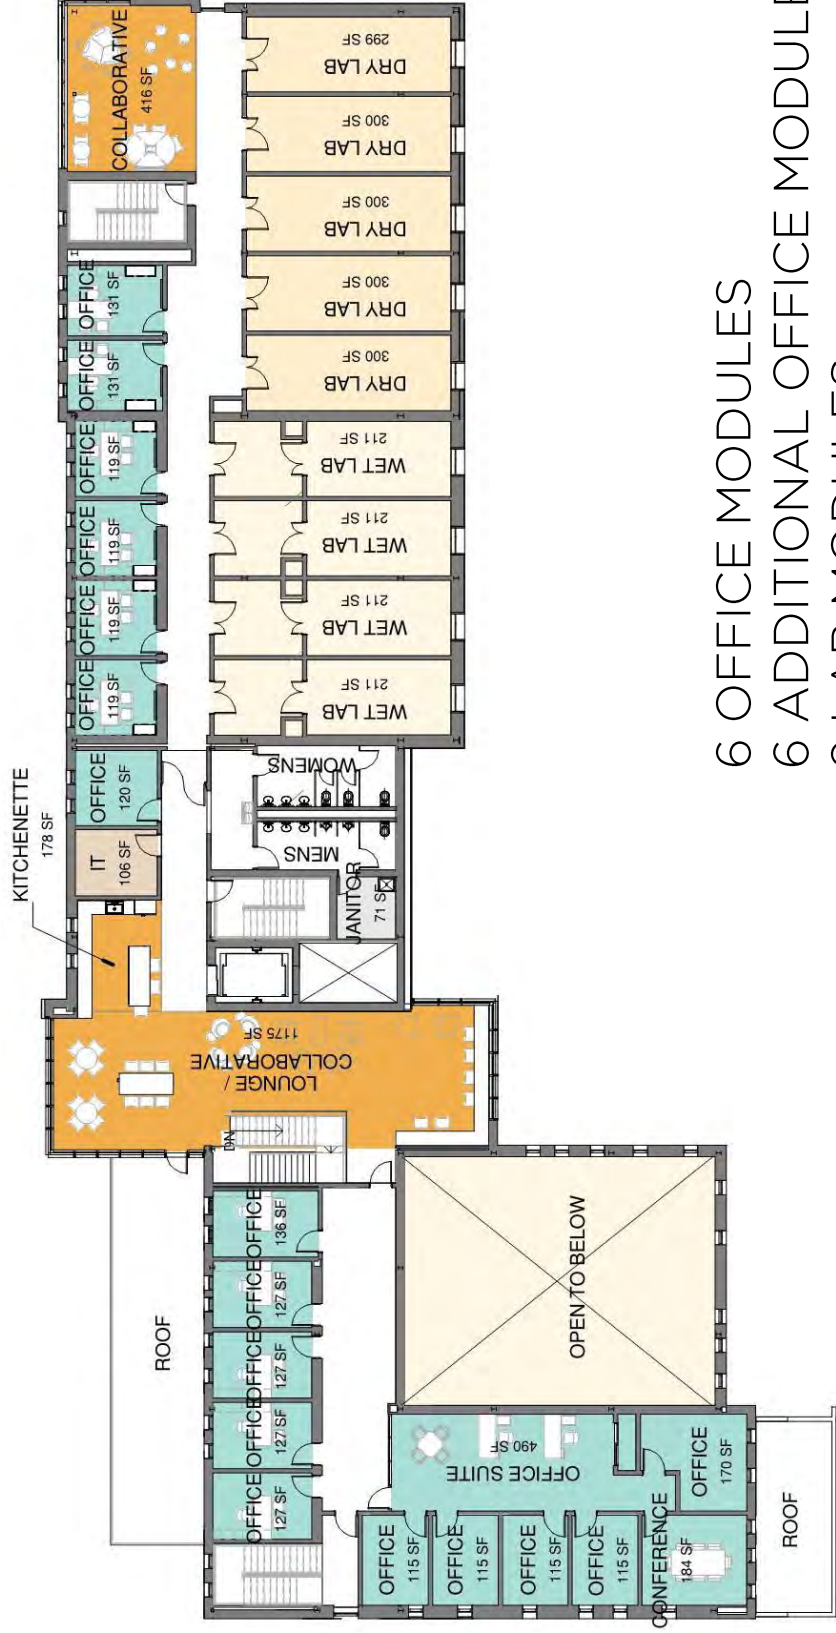 COLLABORATIVE
416 SF
DRY LAB
299 SF
DRY LAB
300 SF
DRY LAB
300 SF
DRY LAB
300 SF
DRY LAB
300 SF
OFFICE
131 SF
OFFICE
131 SF
OFFICE
119 SF
OFFICE
119 SF
OFFICE
119 SF
OFFICE
119 SF
WET LAB
211 SF
WET LAB
211 SF
WET LAB
211 SF
WET LAB
211 SF
OFFICE
120 SF
IT
106 SF
KITCHENETTE
178 SF
WOMENS
MENS
JANITOR
71 SF
LOUNGE /
COLLABORATIVE
1175 SF
DN
ROOF
OFFICE
136 SF
OFFICE
127 SF
OFFICE
127 SF
OFFICE
127 SF
OFFICE
127 SF
OPEN TO BELOW
OFFICE SUITE
490 SF
OFFICE
170 SF
OFFICE
115 SF
OFFICE
115 SF
OFFICE
115 SF
OFFICE
115 SF
CONFERENCE
184 SF
ROOF
6 OFFICE MODULES
6 ADDITIONAL OFFICE MODULE